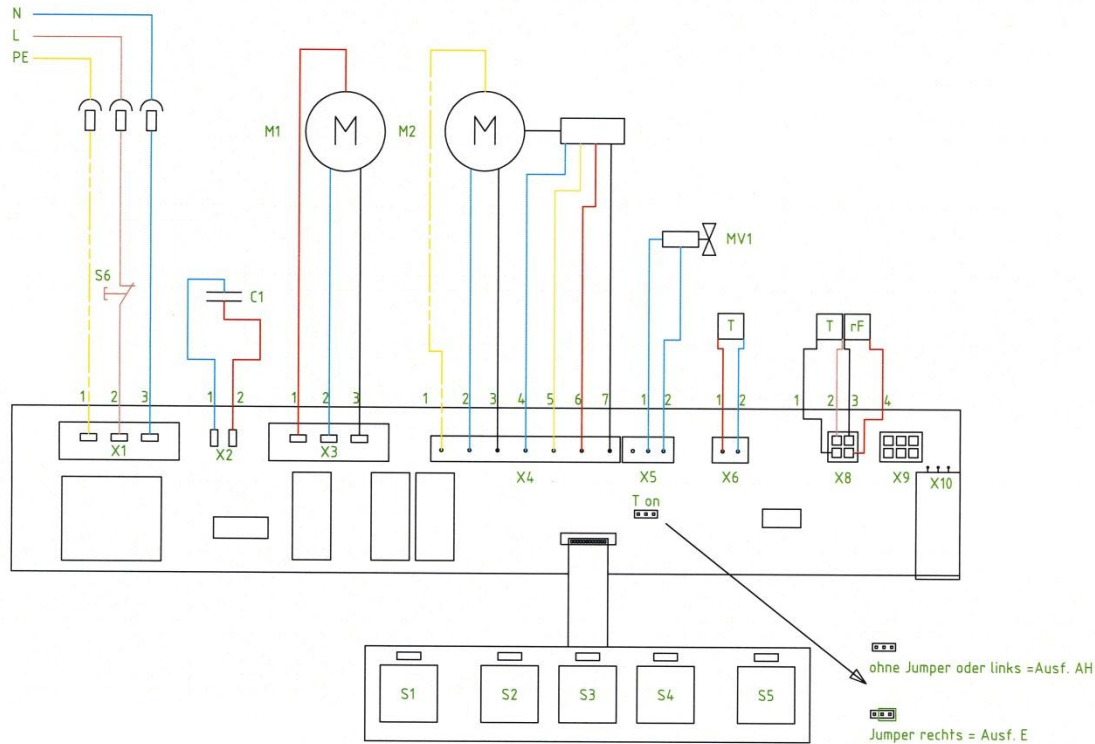 N
L
PE
M1
M
M2
M
MV1
S6
C1
T
T
rF
1
2
3
1
2
1
2
3
1
2
3
4
5
6
7
1
2
1
2
1
2
3
4
X1
X2
X3
X4
X5
X6
X8
X9
X10
T on
ohne Jumper oder links =Ausf. AH
S1
S2
S3
S4
S5
Jumper rechts = Ausf. E